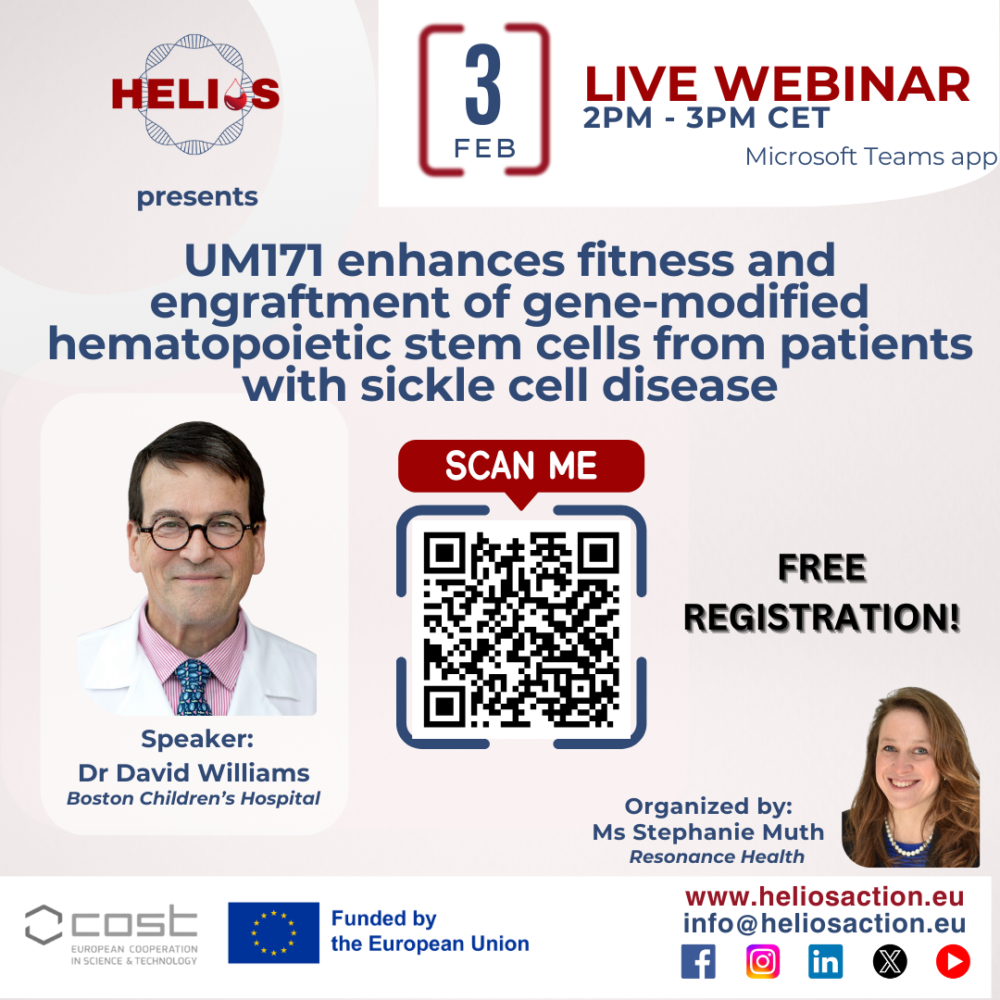 HELIOS
presents
3
FEB
LIVE WEBINAR
2PM - 3PM CET
Microsoft Teams app
UM171 enhances fitness and
engraftment of gene-modified
hematopoietic stem cells from patients
with sickle cell disease
SCAN ME
FREE
REGISTRATION!
Speaker:
Dr David Williams
Boston Children's Hospital
Organized by:
Ms Stephanie Muth
Resonance Health
cost
EUROPEAN COOPERATION
IN SCIENCE & TECHNOLOGY
Funded by
the European Union
www.heliosaction.eu
info@heliosaction.eu